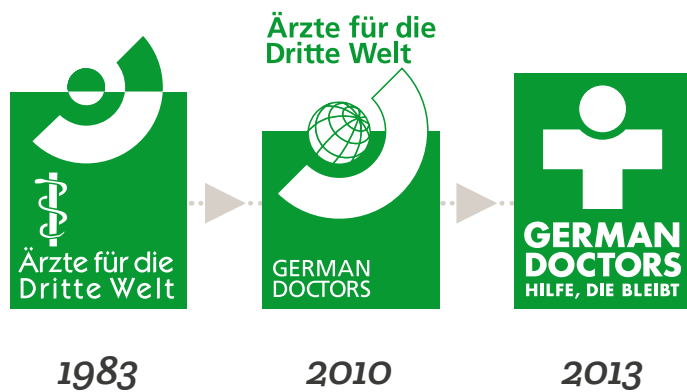 Ärzte für die
Dritte Welt
1983
Ärzte für die
Dritte Welt
GERMAN
DOCTORS
2010
GERMAN
DOCTORS
HILFE, DIE BLEIBT
2013